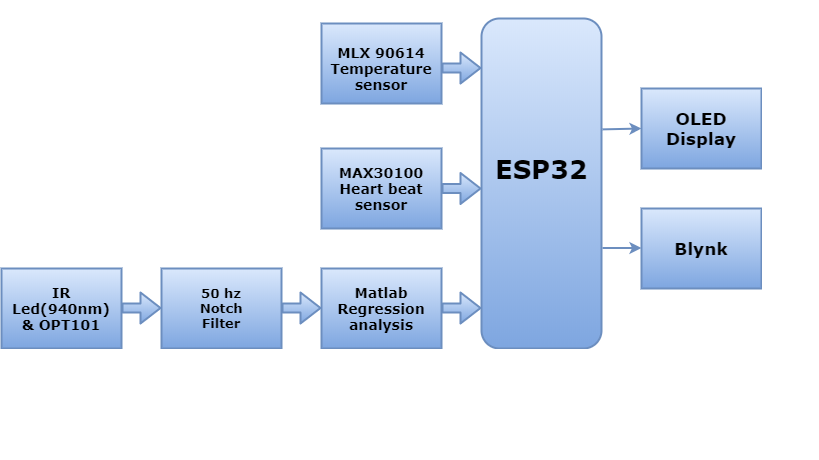 MLX 90614
Temperature
sensor
OLED
Display
ESP32
MAX30100
Heart beat
sensor
Blynk
IR
Led(940nm)
& OPT101
50 hz
Notch
Filter
Matlab
Regression
analysis